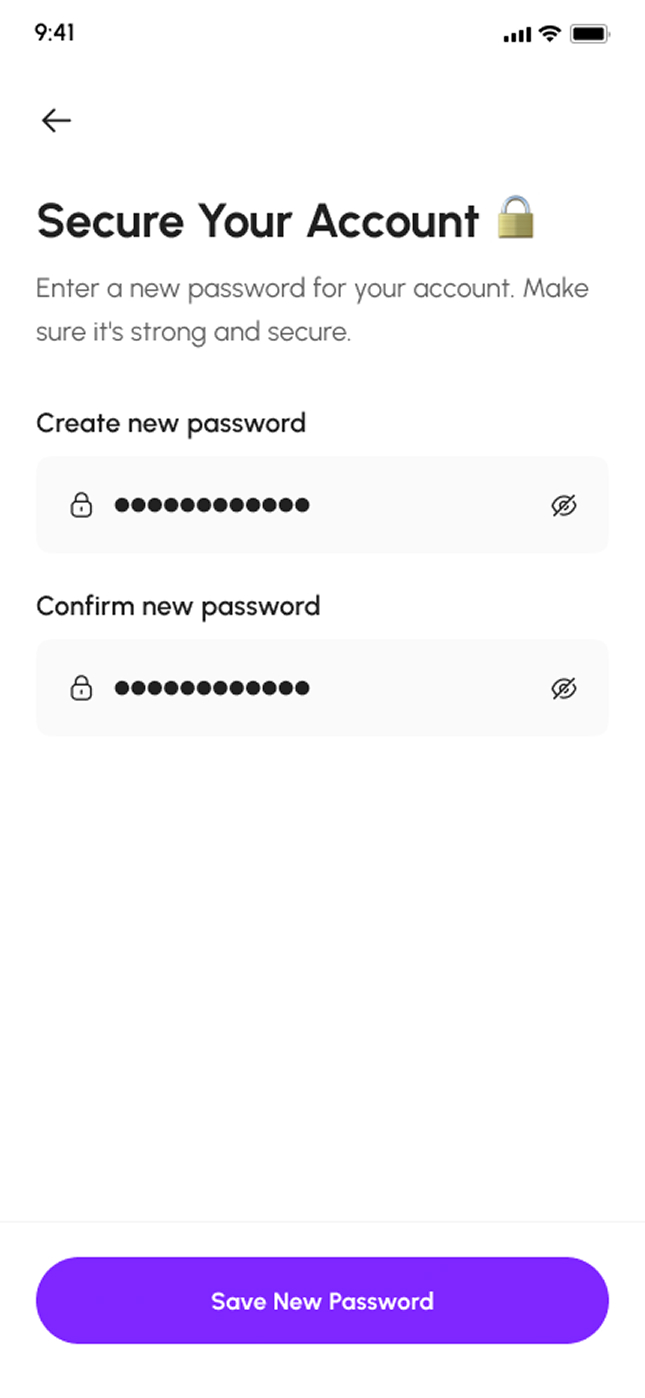 9:41
Secure Your Account 🔒
Enter a new password for your account. Make
sure it's strong and secure.
Create new password
●●●●●●●●●●●●
Confirm new password
●●●●●●●●●●●●
Save New Password